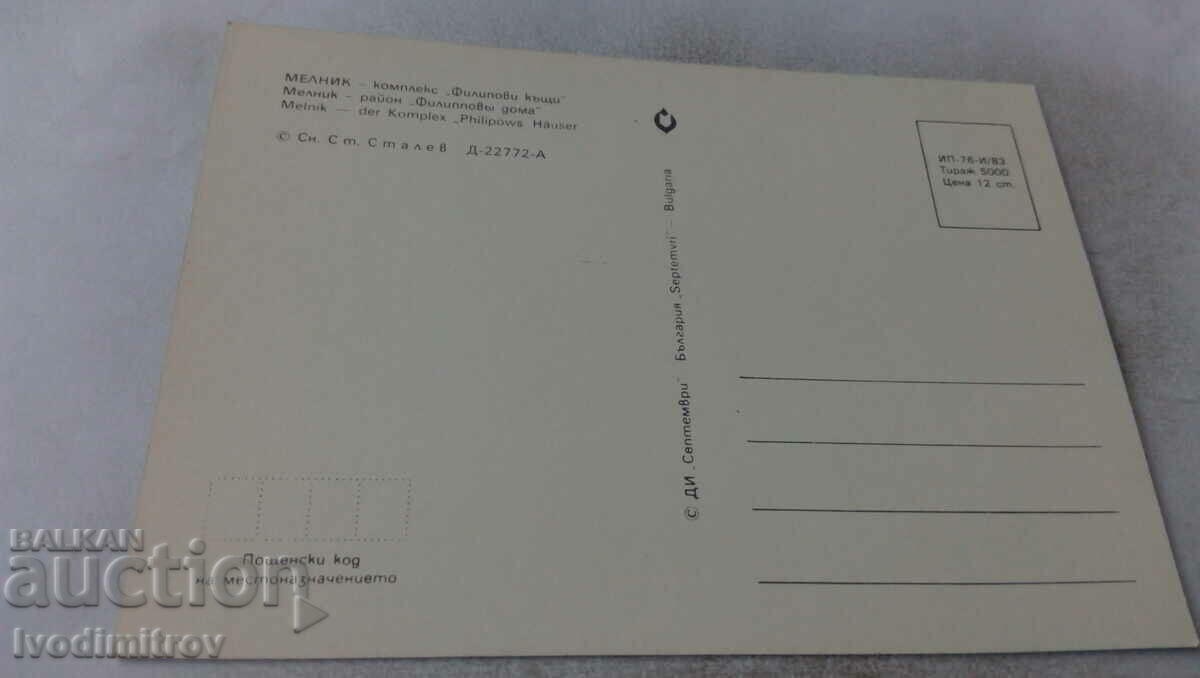 МЕЛНИК – комплекс „Филипови къщи“
Мелник – район „Филипповы дома“
Melnik — der Komplex „Philipows Häuser
© Сн. Ст. Сталев Д-22772-А
ИП-76-И/83
Тираж 5000
Цена 12 ст.
© ДИ „Септември“ България „Septemvri“ — Bulgaria
Пощенски код
на местоназначението
BALKAN
auction
Ivodimitrov